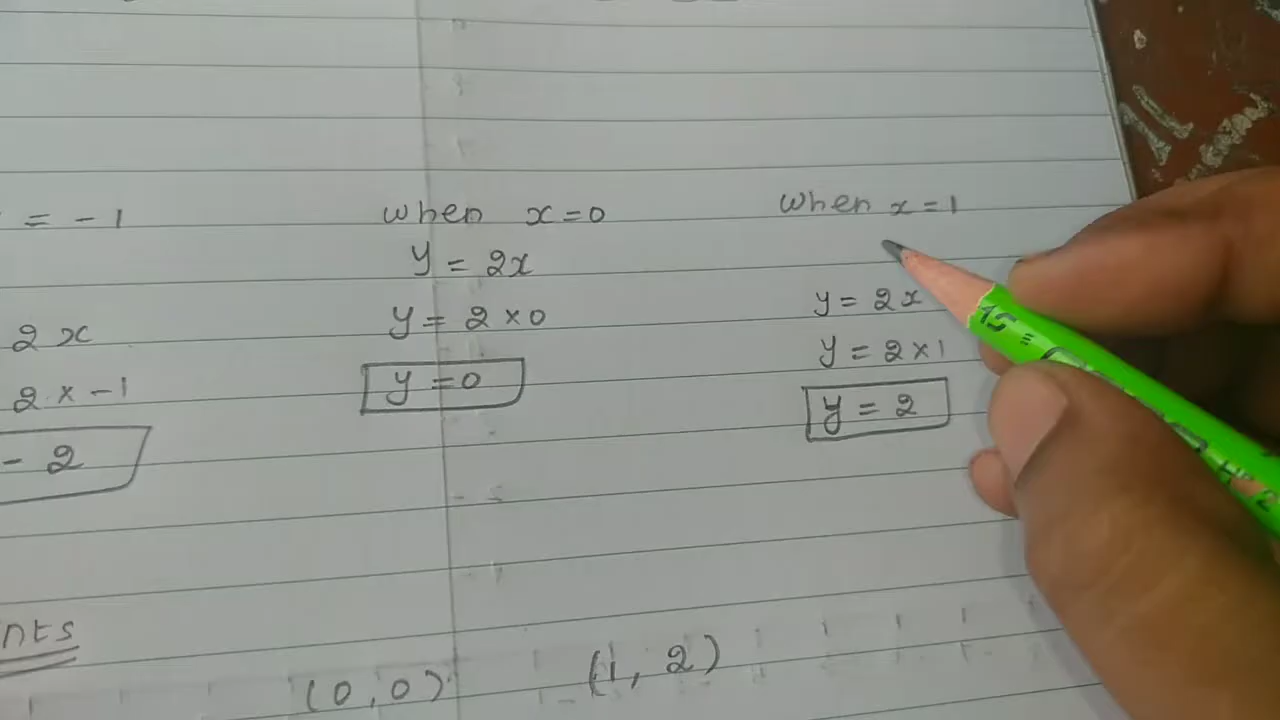 = -1
2x
2 x -1
- 2
when x=0
y = 2x
y = 2 x 0
y = 0
when x = 1
y = 2x
y = 2 x 1
y = 2
nts
(0,0)
(1, 2)
15=